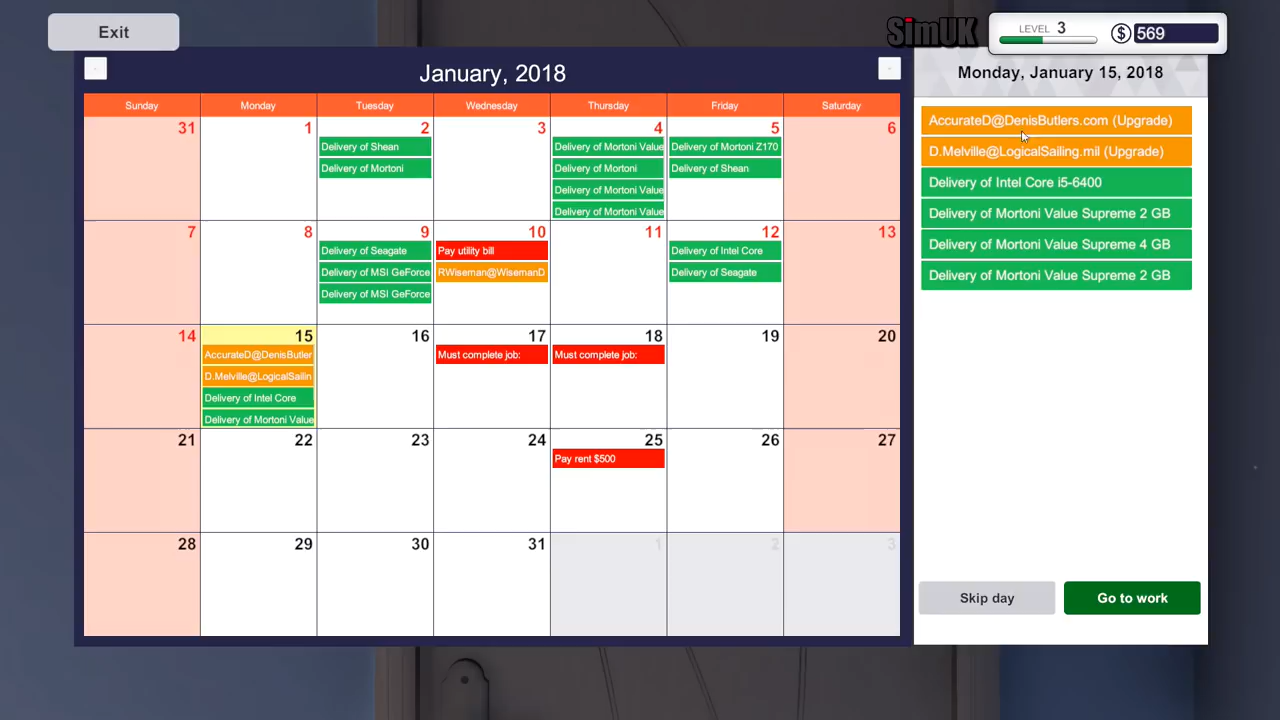 Exit
SimUK
LEVEL 3
$ 569
January, 2018
Monday, January 15, 2018
Sunday Monday Tuesday Wednesday Thursday Friday Saturday
31 1 2 3 4 5 6
Delivery of Shean
Delivery of Mortoni
Delivery of Mortoni Value
Delivery of Mortoni
Delivery of Mortoni Value
Delivery of Mortoni Value
Delivery of Mortoni Z170
Delivery of Shean
7 8 9 10 11 12 13
Delivery of Seagate
Delivery of MSI GeForce
Delivery of MSI GeForce
Pay utility bill
RWiseman@WisemanD
Delivery of Intel Core
Delivery of Seagate
14 15 16 17 18 19 20
AccurateD@DenisButler
D.Melville@LogicalSailin
Delivery of Intel Core
Delivery of Mortoni Value
Must complete job:
Must complete job:
21 22 23 24 25 26 27
Pay rent $500
28 29 30 31 1 2 3
AccurateD@DenisButlers.com (Upgrade)
D.Melville@LogicalSailing.mil (Upgrade)
Delivery of Intel Core i5-6400
Delivery of Mortoni Value Supreme 2 GB
Delivery of Mortoni Value Supreme 4 GB
Delivery of Mortoni Value Supreme 2 GB
Skip day
Go to work